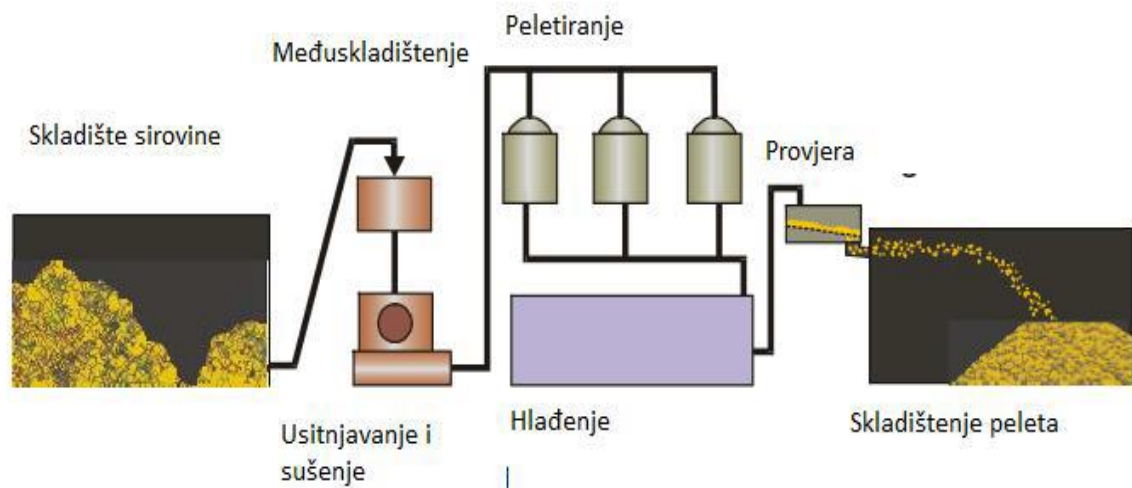 Peletiranje
Međuskladištenje
Skladište sirovine
Provjera
Usitnjavanje i
sušenje
Hlađenje
Skladištenje peleta